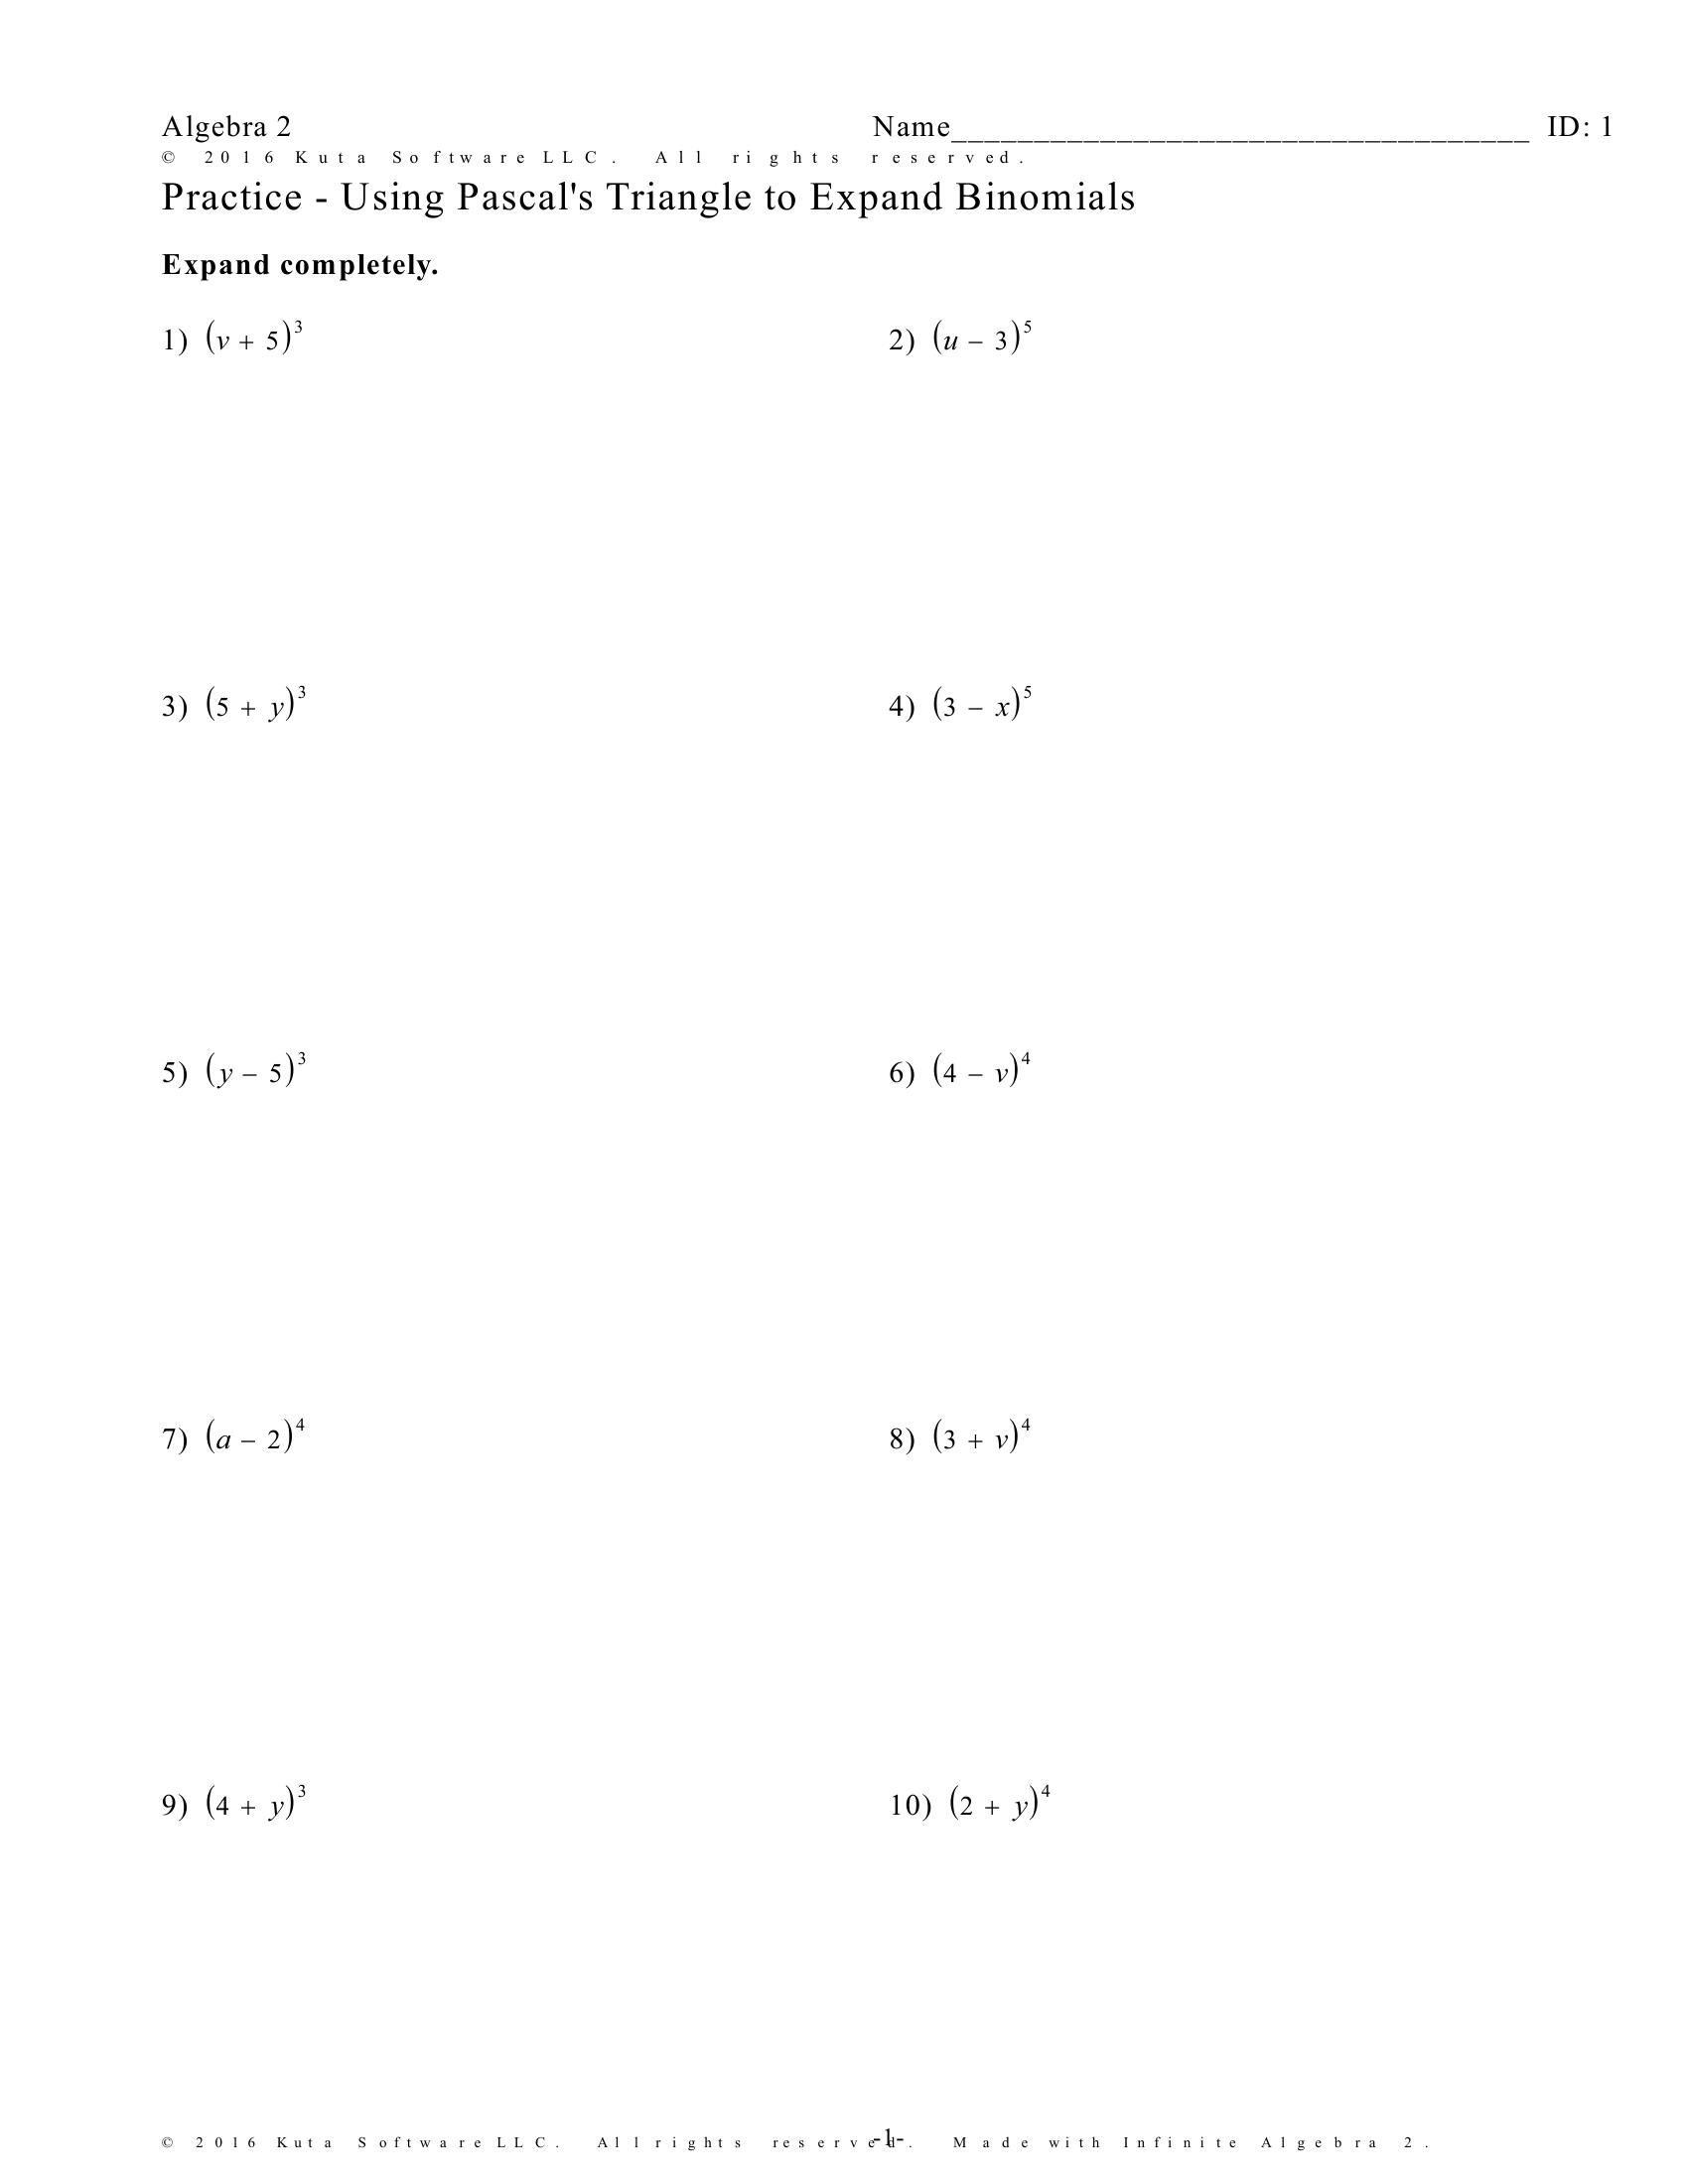 Algebra 2 Name___________________________________ ID: 1
© 2016 Kuta Software LLC. All rights reserved.
Practice - Using Pascal's Triangle to Expand Binomials
Expand completely.
1) (v + 5)³ 2) (u − 3)⁵
3) (5 + y)³ 4) (3 − x)⁵
5) (y − 5)³ 6) (4 − v)⁴
7) (a − 2)⁴ 8) (3 + v)⁴
9) (4 + y)³ 10) (2 + y)⁴
© 2016 Kuta Software LLC. All rights reserved. Made with Infinite Algebra 2.
-1-